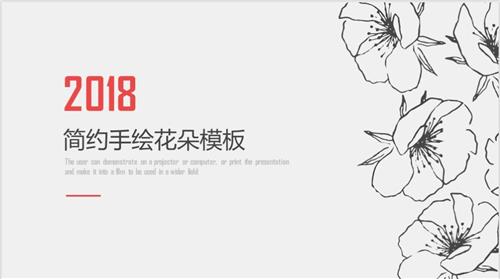 2018
简约手绘花朵模板
The user can demonstrate on a projector or computer, or print the presentation
and make it into a film to be used in a wider field